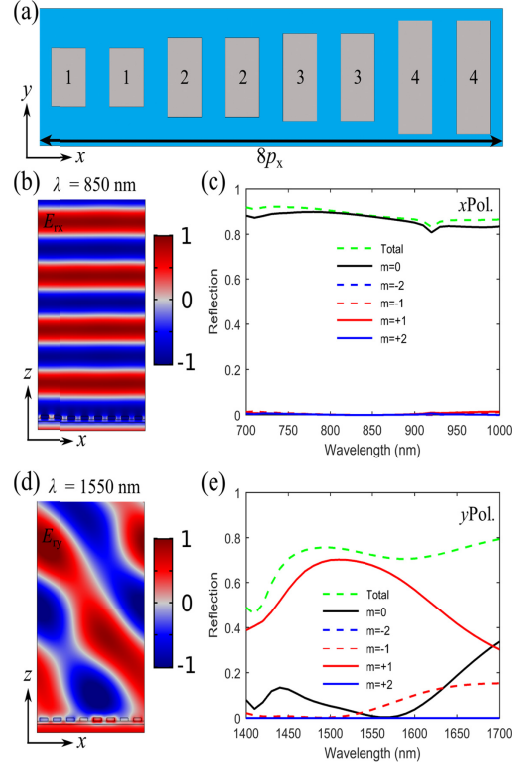 (a)
1 1 2 2 3 3 4 4
y
x
8px
(b) λ = 850 nm
Erx
1
0
-1
z
x
(c)
xPol.
1
0.8
0.6
0.4
0.2
0
Reflection
Total
m=0
m=-2
m=-1
m=+1
m=+2
700 750 800 850 900 950 1000
Wavelength (nm)
(d) λ = 1550 nm
Ery
1
0
-1
z
x
(e)
yPol.
1
0.8
0.6
0.4
0.2
0
Reflection
Total
m=0
m=-2
m=-1
m=+1
m=+2
1400 1450 1500 1550 1600 1650 1700
Wavelength (nm)